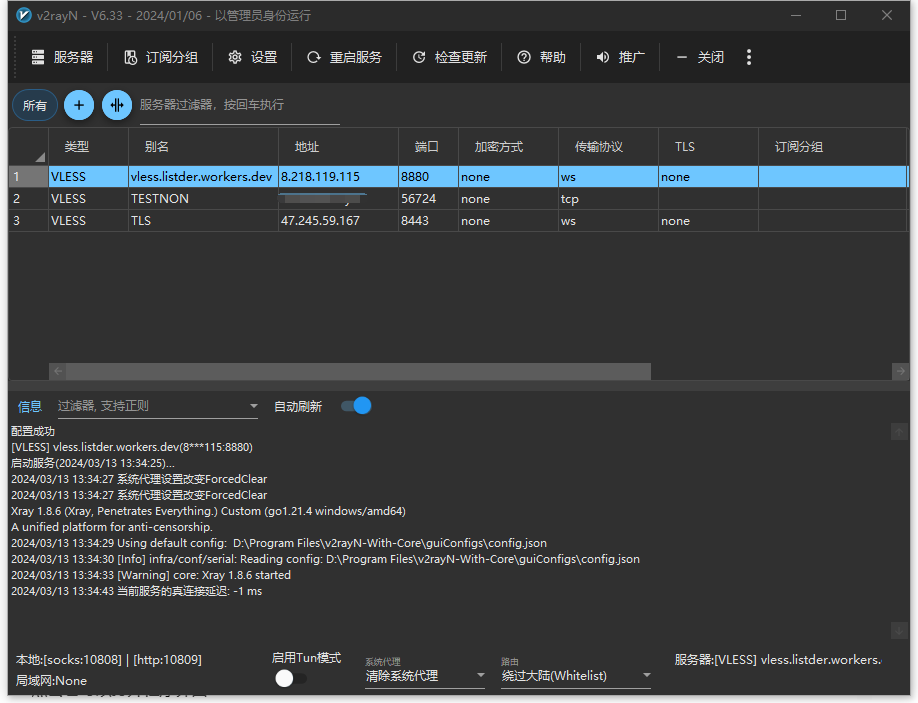 v2rayN - V6.33 - 2024/01/06 - 以管理员身份运行
服务器 订阅分组 设置 重启服务 检查更新 帮助 推广 关闭
所有 服务器过滤器，按回车执行
类型 别名 地址 端口 加密方式 传输协议 TLS 订阅分组
1 VLESS vless.listder.workers.dev 8.218.119.115 8880 none ws none
2 VLESS TESTNON 56724 none tcp
3 VLESS TLS 47.245.59.167 8443 none ws none
信息 过滤器, 支持正则 自动刷新
配置成功
[VLESS] vless.listder.workers.dev(8***115:8880)
启动服务(2024/03/13 13:34:25)...
2024/03/13 13:34:27 系统代理设置改变ForcedClear
2024/03/13 13:34:27 系统代理设置改变ForcedClear
Xray 1.8.6 (Xray, Penetrates Everything.) Custom (go1.21.4 windows/amd64)
A unified platform for anti-censorship.
2024/03/13 13:34:29 Using default config:  D:\Program Files\v2rayN-With-Core\guiConfigs\config.json
2024/03/13 13:34:30 [Info] infra/conf/serial: Reading config: D:\Program Files\v2rayN-With-Core\guiConfigs\config.json
2024/03/13 13:34:33 [Warning] core: Xray 1.8.6 started
2024/03/13 13:34:43 当前服务的真连接延迟: -1 ms
本地:[socks:10808] | [http:10809]
局域网:None
启用Tun模式
系统代理
清除系统代理
路由
绕过大陆(Whitelist)
服务器:[VLESS] vless.listder.workers.